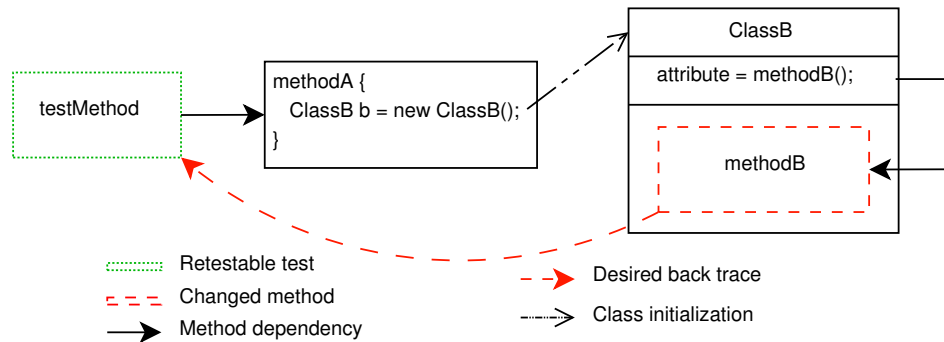 testMethod
methodA {
ClassB b = new ClassB();
}
ClassB
attribute = methodB();
methodB
Retestable test
Changed method
Method dependency
Desired back trace
Class initialization